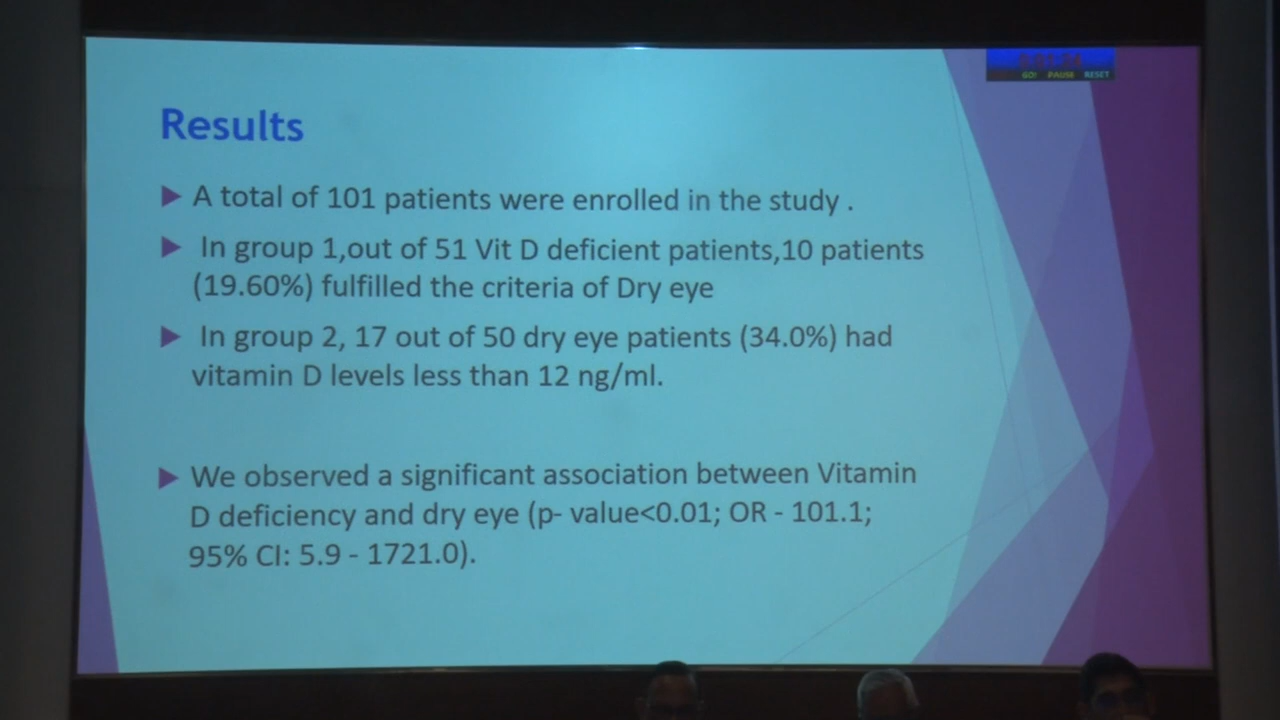 GO! PAUSE RESET
Results
A total of 101 patients were enrolled in the study .
In group 1,out of 51 Vit D deficient patients,10 patients
(19.60%) fulfilled the criteria of Dry eye
In group 2, 17 out of 50 dry eye patients (34.0%) had
vitamin D levels less than 12 ng/ml.
We observed a significant association between Vitamin
D deficiency and dry eye (p- value<0.01; OR - 101.1;
95% CI: 5.9 - 1721.0).